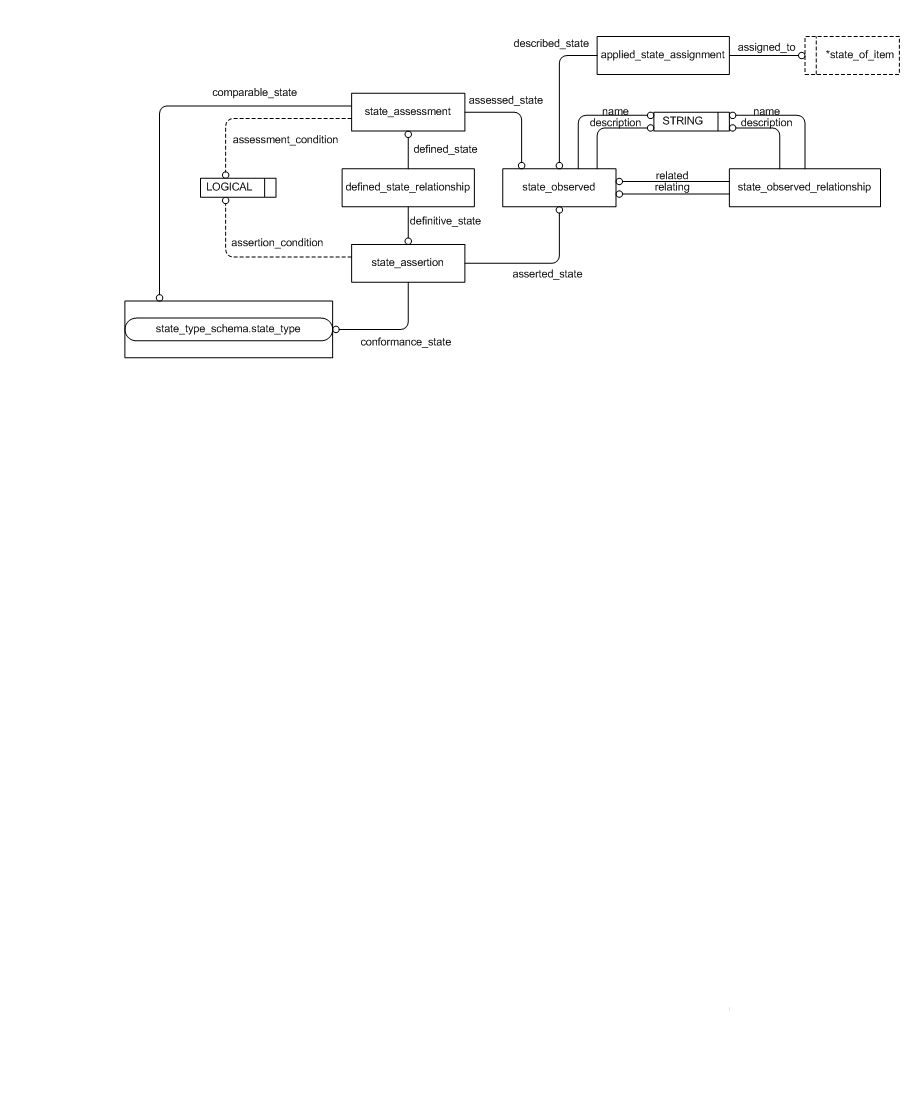 described_state
applied_state_assignment
assigned_to
*state_of_item
comparable_state
state_assessment
assessed_state
name
description
STRING
name
description
assessment_condition
defined_state
LOGICAL
defined_state_relationship
state_observed
related
relating
state_observed_relationship
definitive_state
assertion_condition
state_assertion
asserted_state
state_type_schema.state_type
conformance_state